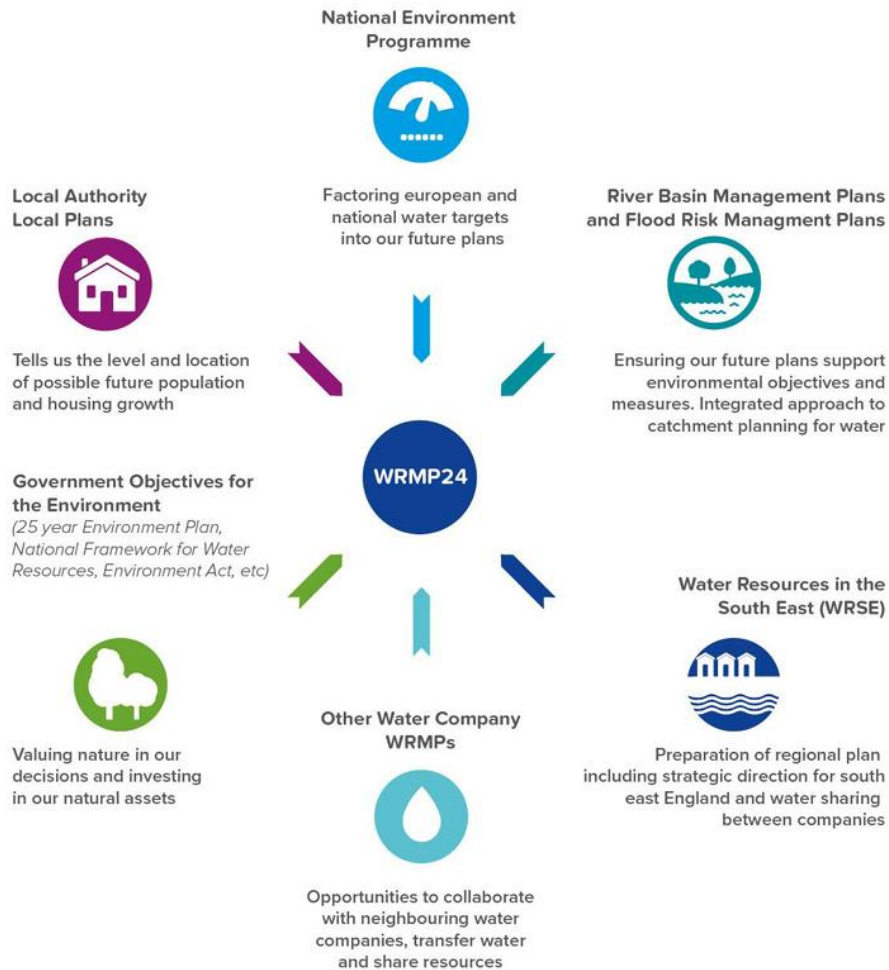 National Environment
Programme
Factoring european and
national water targets
into our future plans
Local Authority
Local Plans
Tells us the level and location
of possible future population
and housing growth
River Basin Management Plans
and Flood Risk Managment Plans
Ensuring our future plans support
environmental objectives and
measures. Integrated approach to
catchment planning for water
WRMP24
Government Objectives for
the Environment
(25 year Environment Plan,
National Framework for Water
Resources, Environment Act, etc)
Valuing nature in our
decisions and investing
in our natural assets
Other Water Company
WRMPs
Opportunities to collaborate
with neighbouring water
companies, transfer water
and share resources
Water Resources in the
South East (WRSE)
Preparation of regional plan
including strategic direction for south
east England and water sharing
between companies